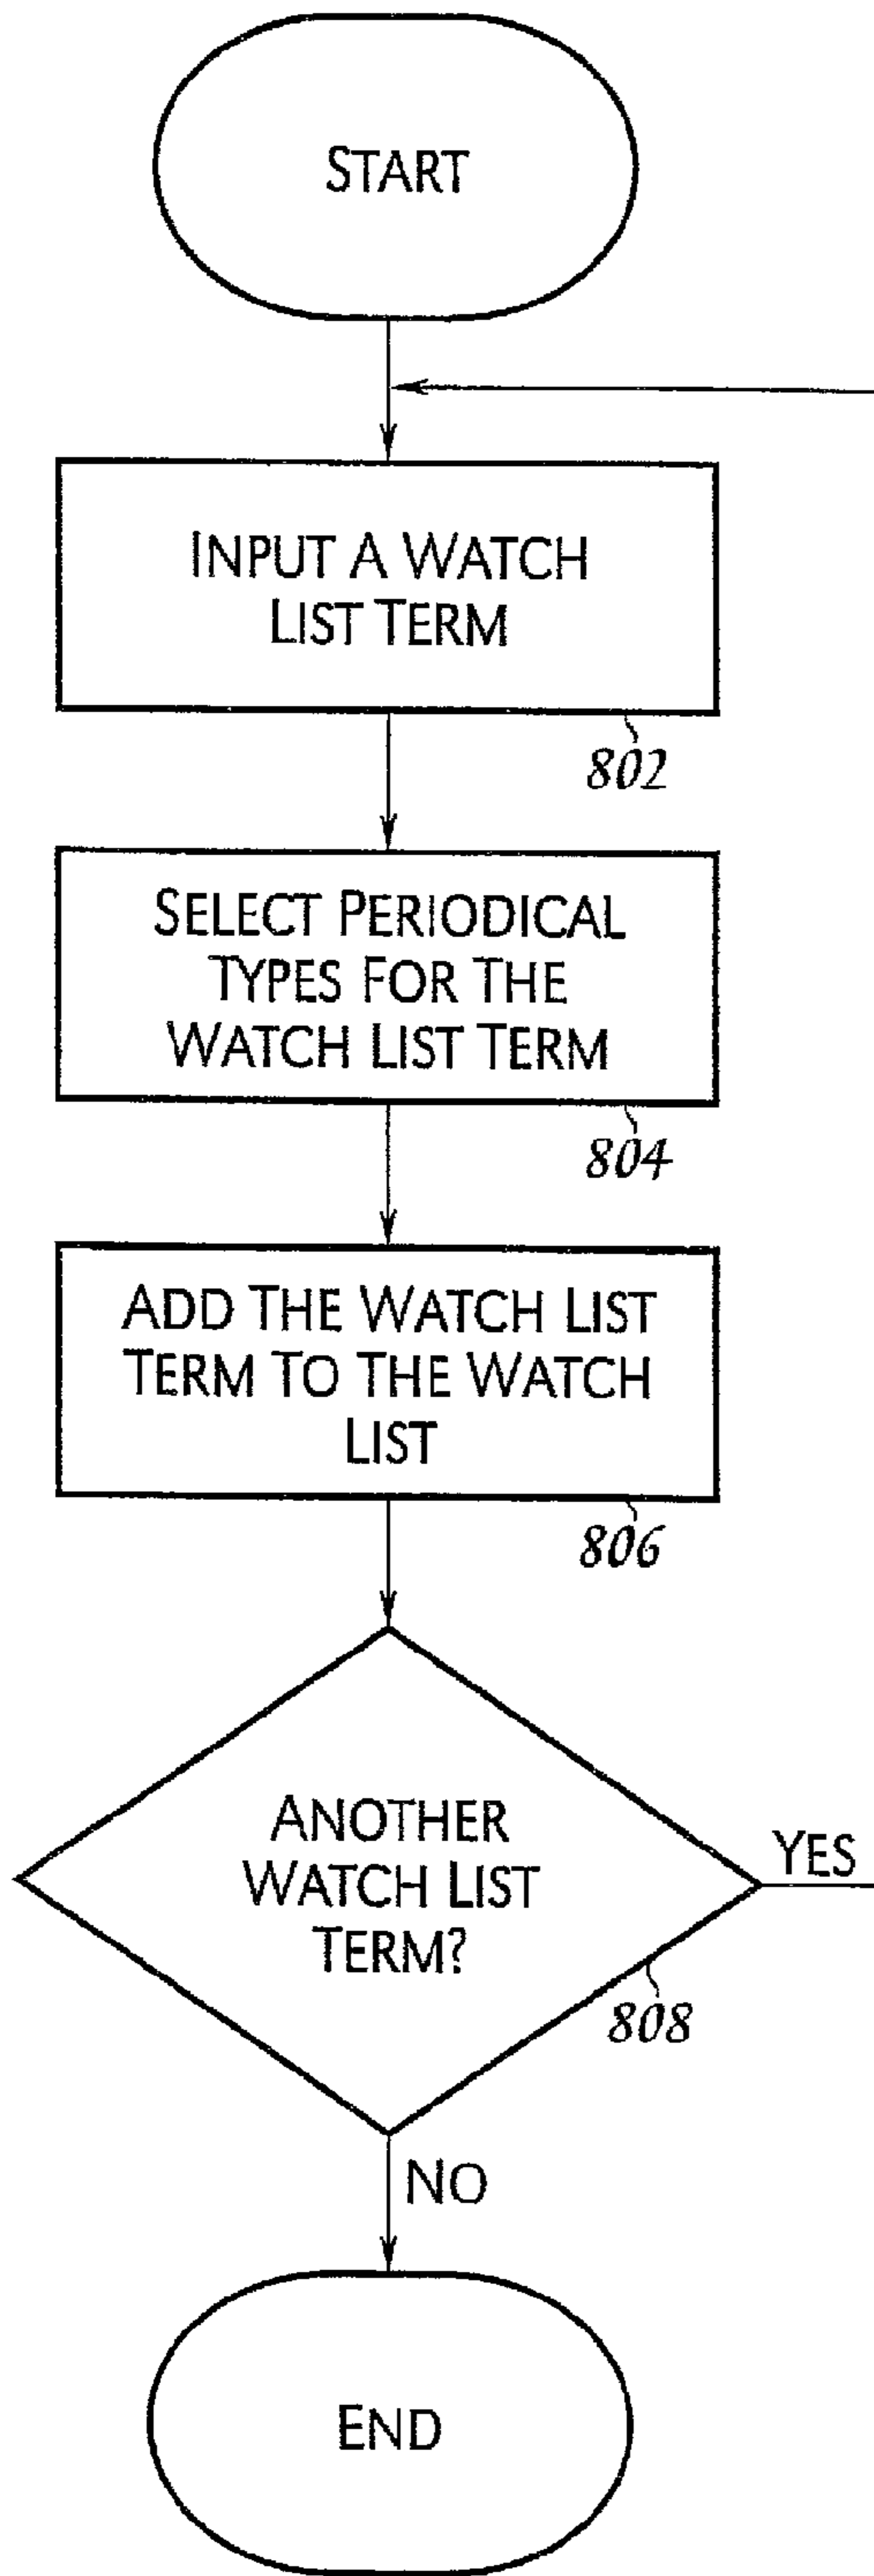 START
INPUT A WATCH
LIST TERM
802
SELECT PERIODICAL
TYPES FOR THE
WATCH LIST TERM
804
ADD THE WATCH LIST
TERM TO THE WATCH
LIST
806
ANOTHER
WATCH LIST
TERM?
YES
808
NO
END